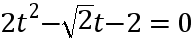 2t²−√2t−2 = 0